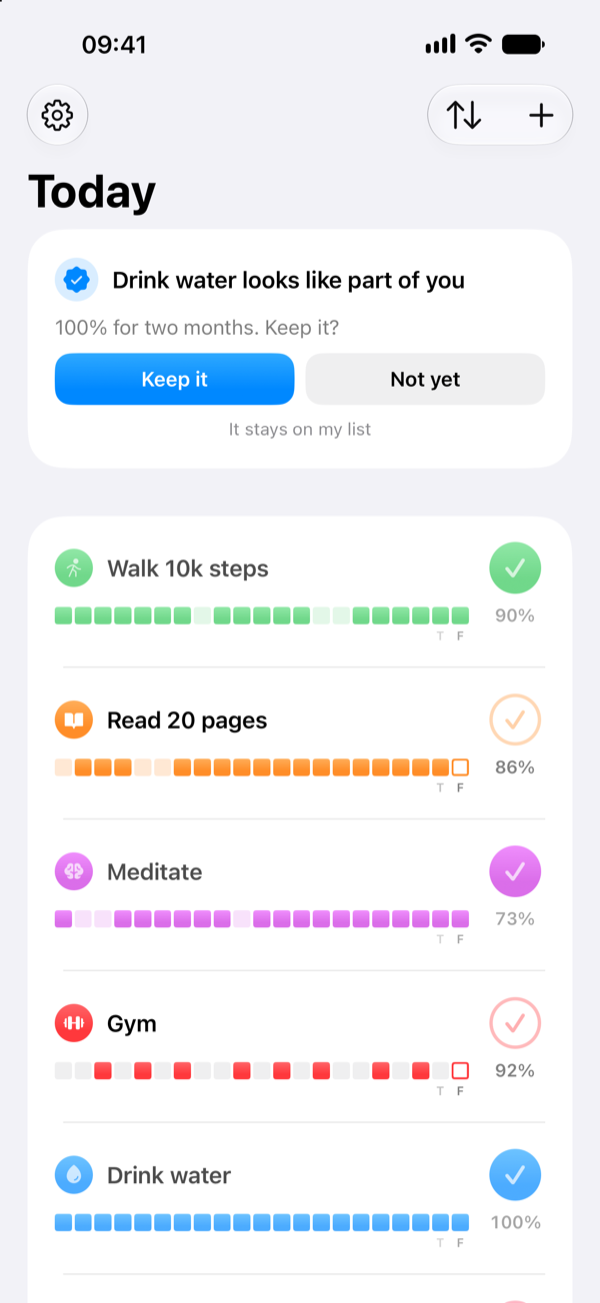 09:41
Today
Drink water looks like part of you
100% for two months. Keep it?
Keep it
Not yet
It stays on my list
Walk 10k steps
90%
T F
Read 20 pages
86%
T F
Meditate
73%
T F
Gym
92%
T F
Drink water
100%
T F